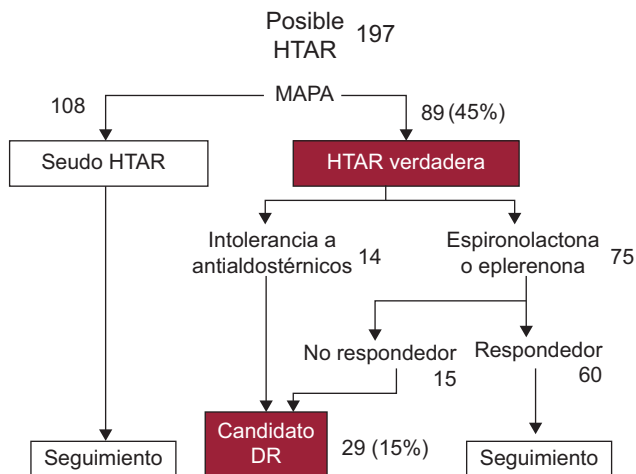 Posible
HTAR
197
MAPA
108
89 (45%)
Seudo HTAR
HTAR verdadera
Intolerancia a
antialdostérnicos
14
Espironolactona
o eplerenona
75
No respondedor
15
Respondedor
60
Seguimiento
Candidato
DR
29 (15%)
Seguimiento